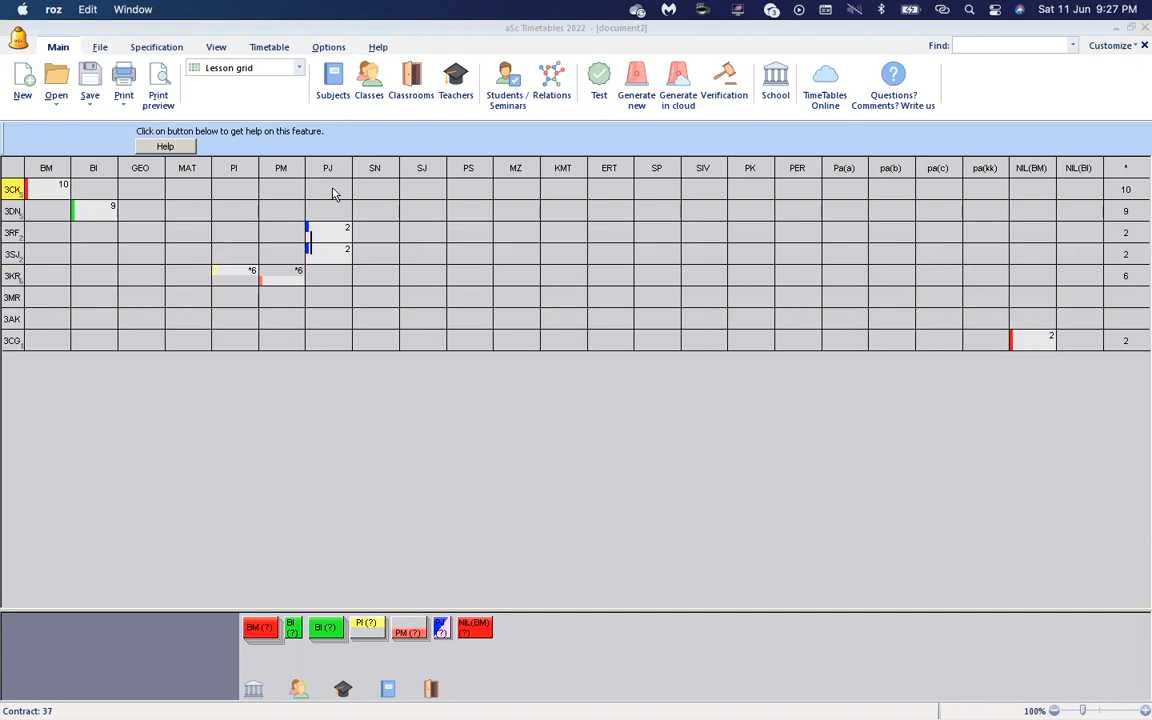 roz Edit Window Sat 11 Jun 9:27 PM
aSc Timetables 2022 - [document2]
Main File Specification View Timetable Options Help Find: Customize
Lesson grid
New Open Save Print Print preview Subjects Classes Classrooms Teachers Students / Seminars Relations Test Generate new Generate in cloud Verification School TimeTables Online Questions? Comments? Write us
Click on button below to get help on this feature.
Help
BM BI GEO MAT PI PM PJ SN SJ PS MZ KMT ERT SP SIV PK PER Pa(a) pa(b) pa(c) pa(kk) NIL(BM) NIL(BI) *
3CK 10 10
3DN 9 9
3RF 2 2 2
3SJ 2 2 2
3KR *6 *6 6
3MR
3AK
3CG 1 2 2
BM (?) BI (?) BI (?) PI (?) PM (?) PJ (?) NIL(BM) (?)
Contract: 37 100%